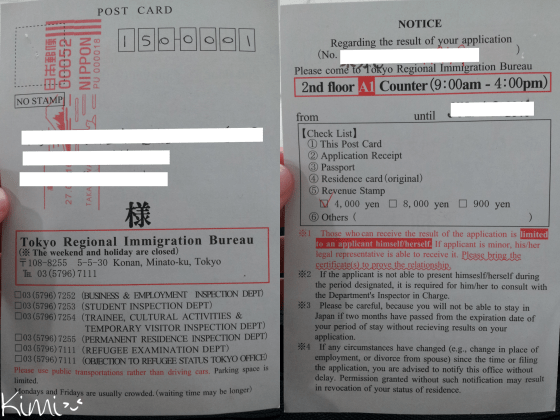 POST CARD
150-0001
日本郵便
00052
NIPPON
PU 000018
NO STAMP
様
Tokyo Regional Immigration Bureau
(※The weekend and holiday are closed)
〒108-8255 5-5-30 Konan, Minato-ku, Tokyo
Tel 03(5796)7111
□03(5796)7252 (BUSINESS & EMPLOYMENT INSPECTION DEPT)
□03(5796)7253 (STUDENT INSPECTION DEPT)
□03(5796)7254 (TRAINEE, CULTURAL ACTIVITIES &
TEMPORARY VISITOR INSPECTION DEPT)
□03(5796)7255 (PERMANENT RESIDENCE INSPECTION DEPT)
□03(5796)7111 (REFUGEE EXAMINATION DEPT)
□03(5796)7111 (OBJECTION TO REFUGEE STATUS TOKYO OFFICE)
Please use public transportations rather than driving cars. Parking space is
limited.
Mondays and Fridays are usually crowded. (waiting time may be longer)
Kimi
NOTICE
Regarding the result of your application
(No. )
Please come to Tokyo Regional Immigration Bureau
2nd floor A1 Counter(9:00am - 4:00pm)
from until
【Check List】
① This Post Card
② Application Receipt
③ Passport
④ Residence card(original)
⑤ Revenue Stamp
☑ 4,000 yen □ 8,000 yen □ 900 yen
⑥ Others ( )
※1 Those who can receive the result of the application is limited
to an applicant himself/herself. If applicant is minor, his/her
legal representative is able to receive it. Please bring the
certificate(s) to prove the relationship.
※2 If the applicant is not able to present himself/herself during
the period designated, it is required for him/her to consult with
the Department's Inspector in Charge.
※3 Please be careful, because you will not be able to stay in
Japan if two months have passed from the expiration date of
your period of stay without recieving results on your
application.
※4 If any circumstances have changed (e.g., change in place of
employment, or divorce from spouse) since the time or filing
the application, you are advised to notify this office without
delay. Permission granted without such notification may result
in revocation of your status of residence.